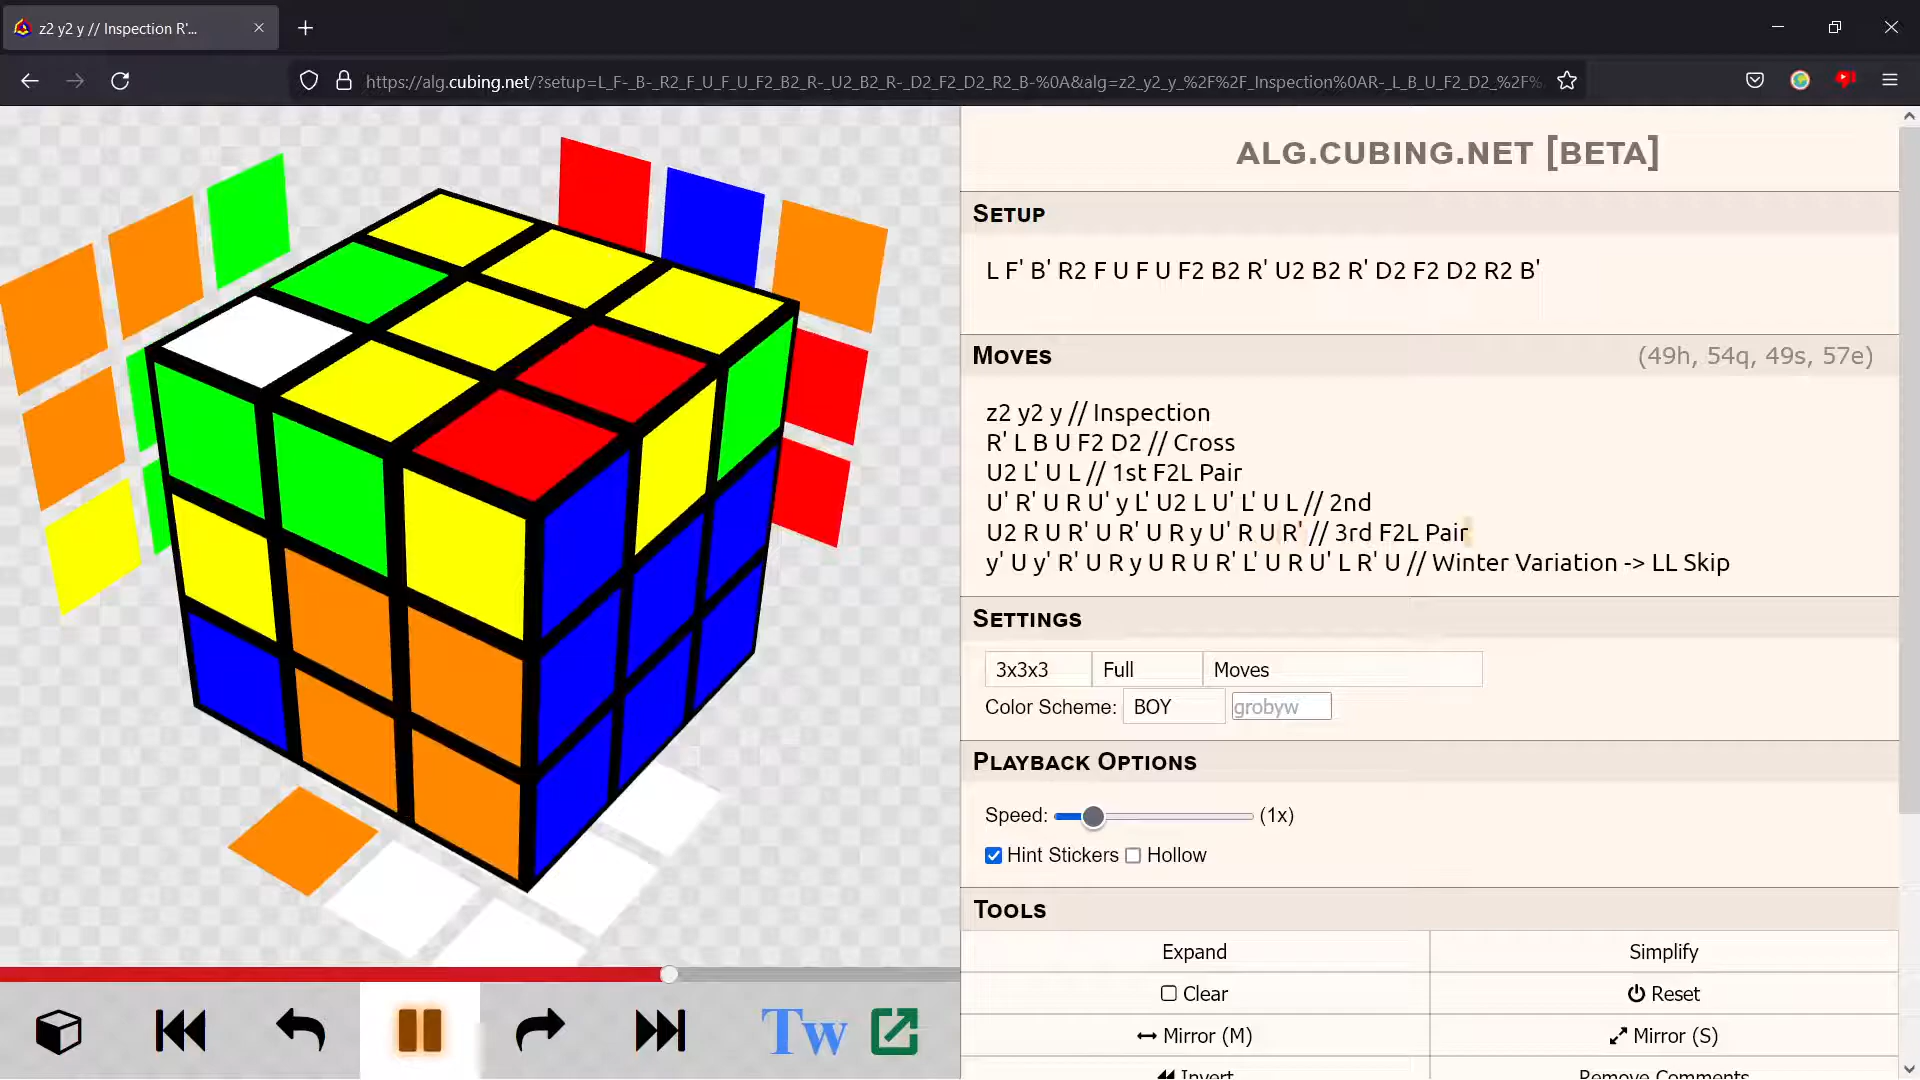 z2 y2 y // Inspection R'...
https://alg.cubing.net/?setup=L_F-_B-_R2_F_U_F_U_F2_B2_R-_U2_B2_R-_D2_F2_D2_R2_B-%0A&alg=z2_y2_y_%2F%2F_Inspection%0AR-_L_B_U_F2_D2_%2F%
ALG.CUBING.NET [BETA]
SETUP
L F' B' R2 F U F U F2 B2 R' U2 B2 R' D2 F2 D2 R2 B'
MOVES
(49h, 54q, 49s, 57e)
z2 y2 y // Inspection
R' L B U F2 D2 // Cross
U2 L' U L // 1st F2L Pair
U' R' U R U' y L' U2 L U' L' U L // 2nd
U2 R U R' U R' U R y U' R U R' // 3rd F2L Pair
y' U y' R' U R y U R U R' L' U R U' L R' U // Winter Variation -> LL Skip
SETTINGS
3x3x3 Full Moves
Color Scheme: BOY grobyw
PLAYBACK OPTIONS
Speed: (1x)
Hint Stickers Hollow
TOOLS
Expand Simplify
Clear Reset
Mirror (M) Mirror (S)
Invert Remove Comments
Tw